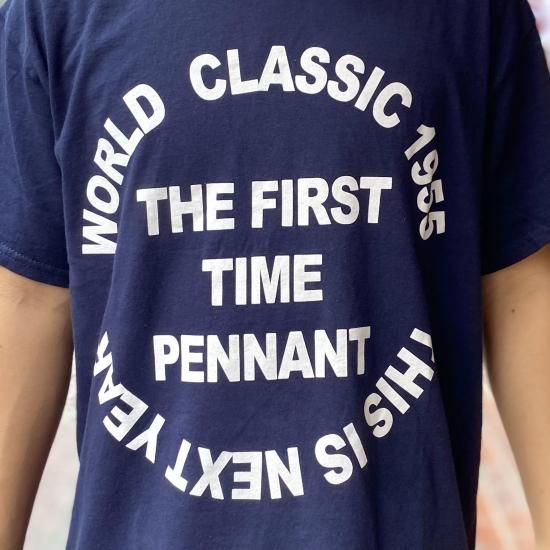 WORLD CLASSIC 1955
THE FIRST
TIME
PENNANT
THIS IS NEXT YEAR